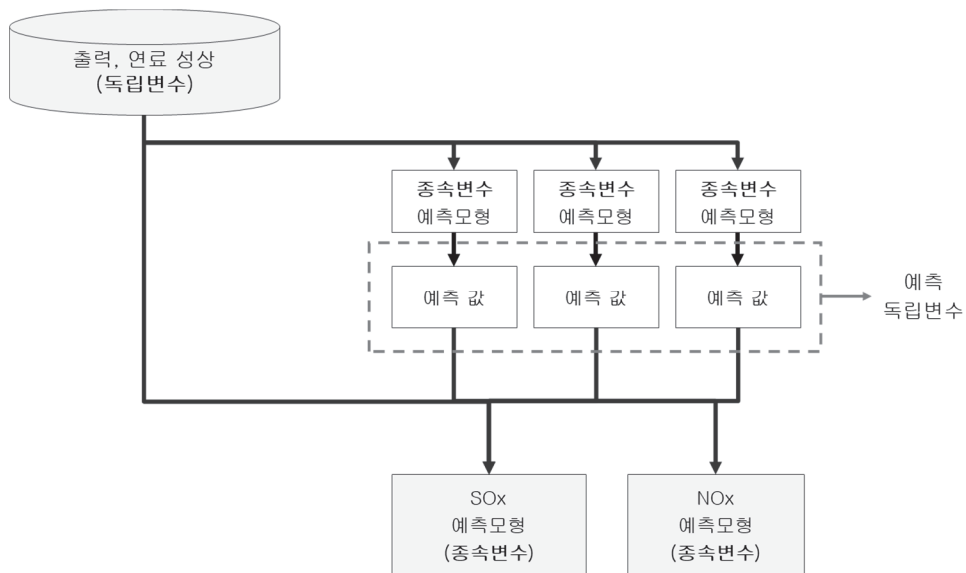 출력, 연료 성상
(독립변수)
종속변수
예측모형
종속변수
예측모형
종속변수
예측모형
예측 값
예측 값
예측 값
예측
독립변수
SOx
예측모형
(종속변수)
NOx
예측모형
(종속변수)